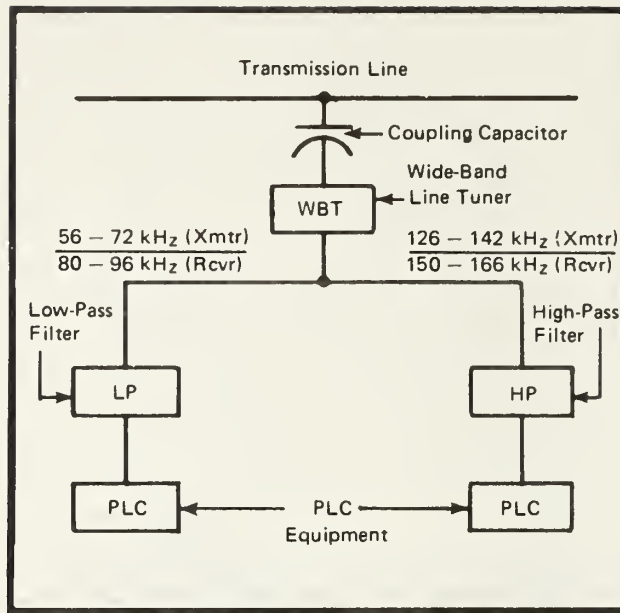 Transmission Line
Coupling Capacitor
Wide-Band
Line Tuner
WBT
56 – 72 kHz (Xmtr)
80 – 96 kHz (Rcvr)
126 – 142 kHz (Xmtr)
150 – 166 kHz (Rcvr)
Low-Pass
Filter
High-Pass
Filter
LP
HP
PLC
PLC
Equipment
PLC